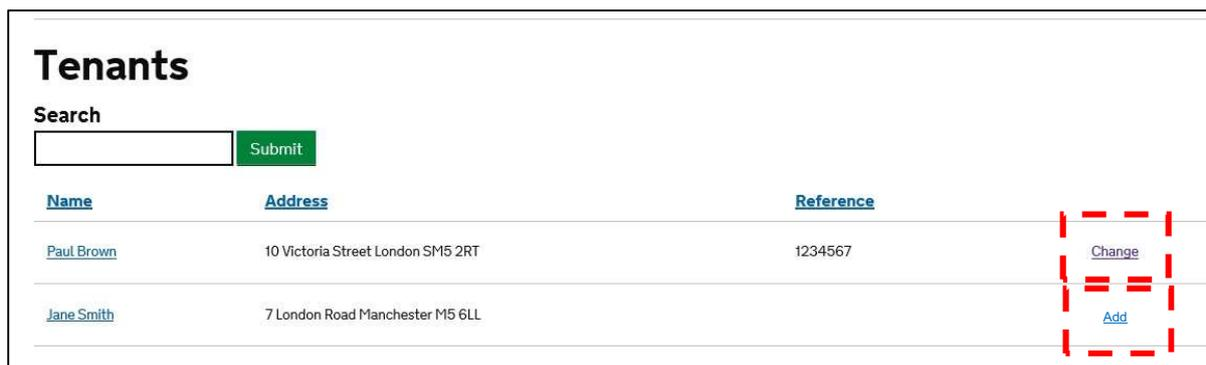 Tenants
Search
Submit
Name Address Reference
Paul Brown 10 Victoria Street London SM5 2RT 1234567 Change
Jane Smith 7 London Road Manchester M5 6LL Add